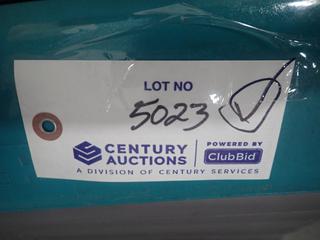 LOT NO
5023
CENTURY AUCTIONS
POWERED BY
ClubBid
A DIVISION OF CENTURY SERVICES